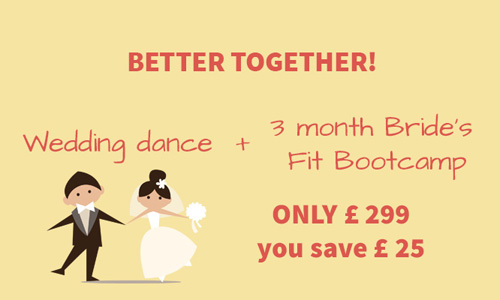 BETTER TOGETHER!
Wedding dance + 3 month Bride's
Fit Bootcamp
ONLY £ 299
you save £ 25